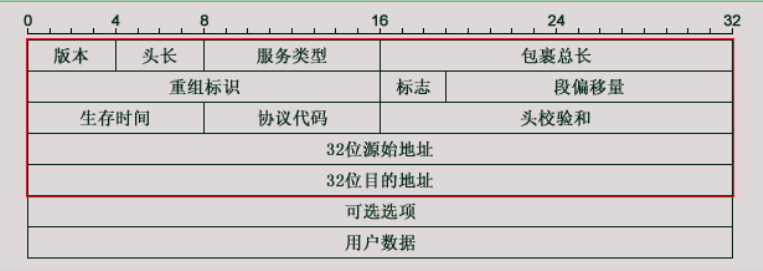 0 4 8 16 24 32
版本 头长 服务类型 包裹总长
重组标识 标志 段偏移量
生存时间 协议代码 头校验和
32位源始地址
32位目的地址
可选选项
用户数据